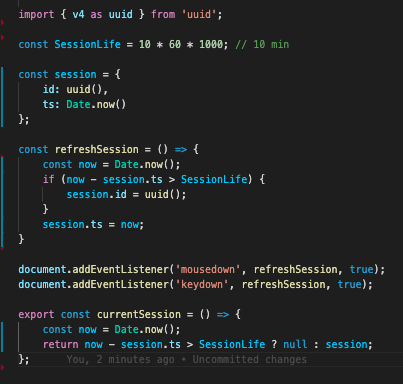 import { v4 as uuid } from 'uuid';
const SessionLife = 10 * 60 * 1000; // 10 min
const session = {
id: uuid(),
ts: Date.now()
};
const refreshSession = () => {
const now = Date.now();
if (now - session.ts > SessionLife) {
session.id = uuid();
}
session.ts = now;
}
document.addEventListener('mousedown', refreshSession, true);
document.addEventListener('keydown', refreshSession, true);
export const currentSession = () => {
const now = Date.now();
return now - session.ts > SessionLife ? null : session;
}; You, 2 minutes ago • Uncommitted changes